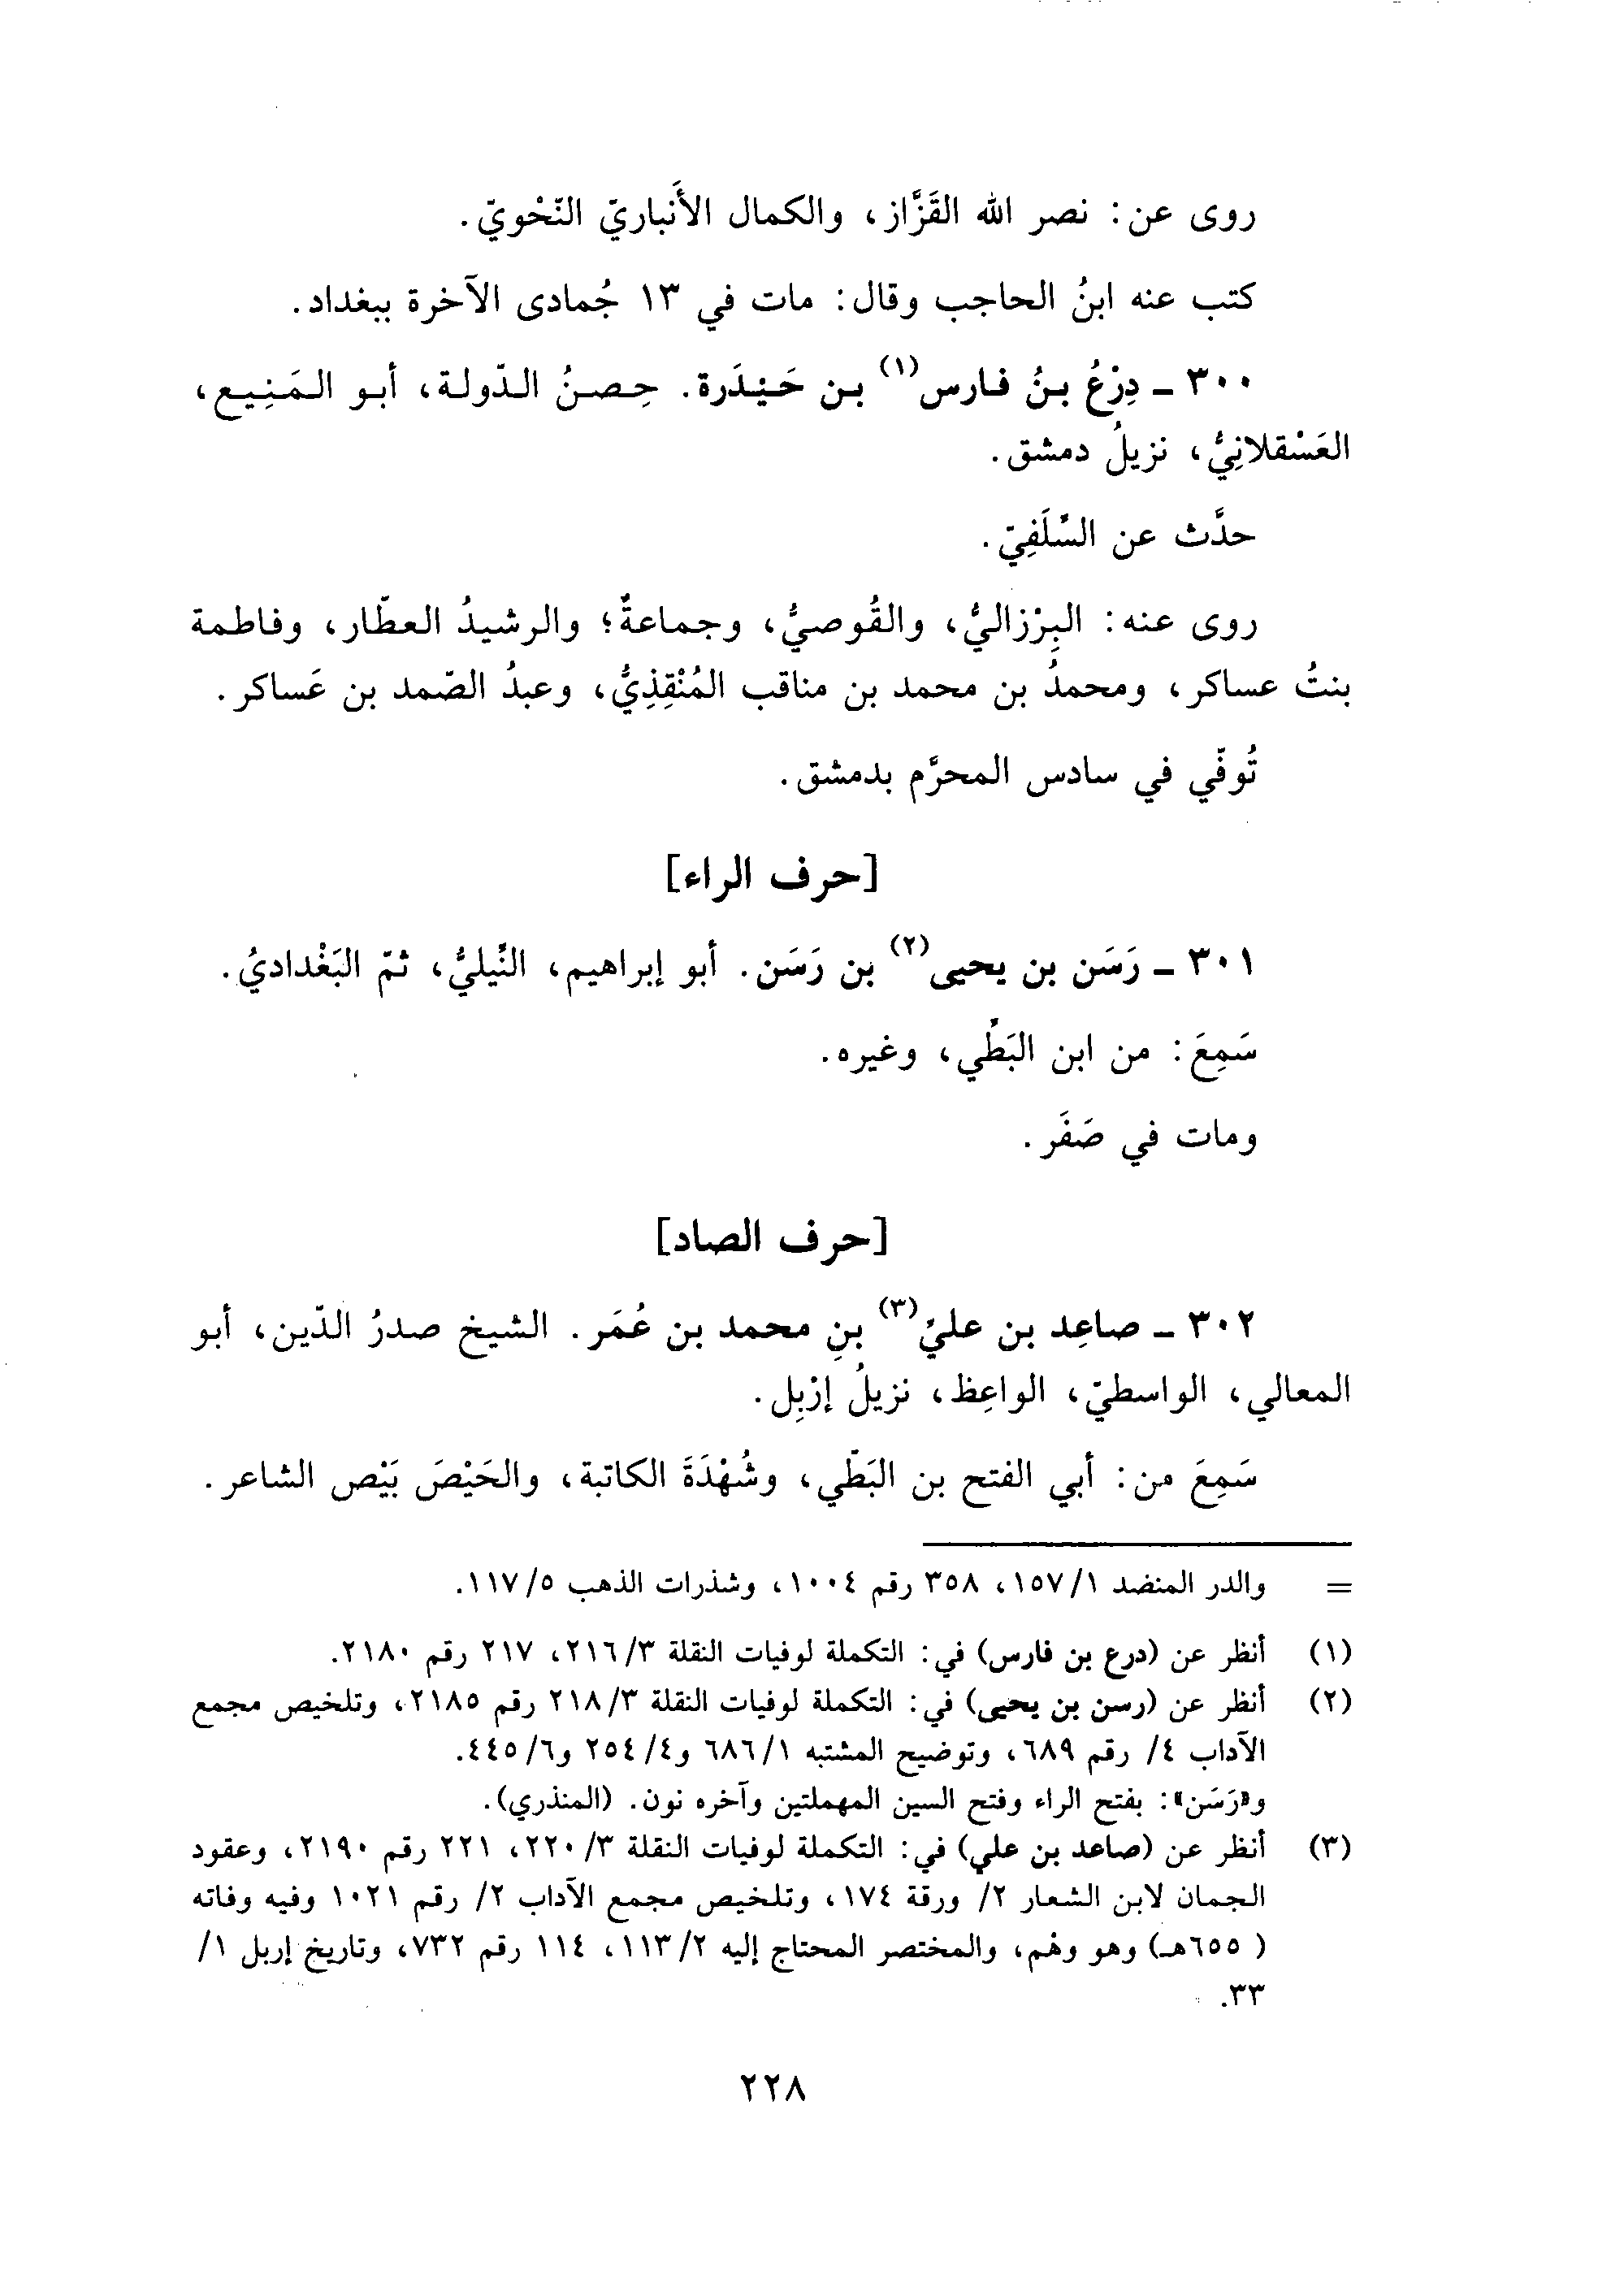 روى عن: نصر الله القَزَّاز، والكمال الأَنباريّ النّحْويّ.
كتب عنه ابنُ الحاجب وقال: مات في ١٣ جُمادى الآخرة ببغداد.
٣٠٠ ـ دِرْعُ بنُ فارس(١) بن حَيْدَرة. حِصنُ الدّولة، أبو المَنِيع،
العَسْقلانِيُّ، نزيلُ دمشق.
حدَّث عن السِّلَفِيّ.
روى عنه: البِرْزاليُّ، والقُوصيُّ، وجماعةٌ؛ والرشيدُ العطّار، وفاطمة
بنتُ عساكر، ومحمدُ بن محمد بن مناقب المُنْقِذِيُّ، وعبدُ الصّمد بن عَساكر.
تُوفّي في سادس المحرَّم بدمشق.
[حرف الراء]
٣٠١ ـ رَسَن بن يحيى(٢) بن رَسَن. أبو إبراهيم، النِّيليُّ، ثمّ البَغْداديُ.
سَمِعَ: من ابن البَطِّي، وغيره.
ومات في صَفَر.
[حرف الصاد]
٣٠٢ ـ صاعِد بن عليّ(٣) بنِ محمد بن عُمَر. الشيخ صدرُ الدّين، أبو
المعالي، الواسطيّ، الواعِظ، نزيلُ إرْبِل.
سَمِعَ من: أبي الفتح بن البَطّي، وشُهْدَةَ الكاتبة، والحَيْصَ بَيْص الشاعر.
= والدر المنضد ١/ ١٥٧، ٣٥٨ رقم ١٠٠٤، وشذرات الذهب ٥/ ١١٧.
(١) أنظر عن (درع بن فارس) في: التكملة لوفيات النقلة ٣/ ٢١٦، ٢١٧ رقم ٢١٨٠.
(٢) أنظر عن (رسن بن يحيى) في: التكملة لوفيات النقلة ٣/ ٢١٨ رقم ٢١٨٥، وتلخيص مجمع
الآداب ٤/ رقم ٦٨٩، وتوضيح المشتبه ١/ ٦٨٦ و٤/ ٢٥٤ و٦/ ٤٤٥.
و«رَسَن»: بفتح الراء وفتح السين المهملتين وآخره نون. (المنذري).
(٣) أنظر عن (صاعد بن علي) في: التكملة لوفيات النقلة ٣/ ٢٢٠، ٢٢١ رقم ٢١٩٠، وعقود
الجمان لابن الشعار ٢/ ورقة ١٧٤، وتلخيص مجمع الآداب ٢/ رقم ١٠٢١ وفيه وفاته
(٦٥٥هـ) وهو وهْم، والمختصر المحتاج إليه ٢/ ١١٣، ١١٤ رقم ٧٣٢، وتاريخ إربل ١/
٣٣.
٢٢٨